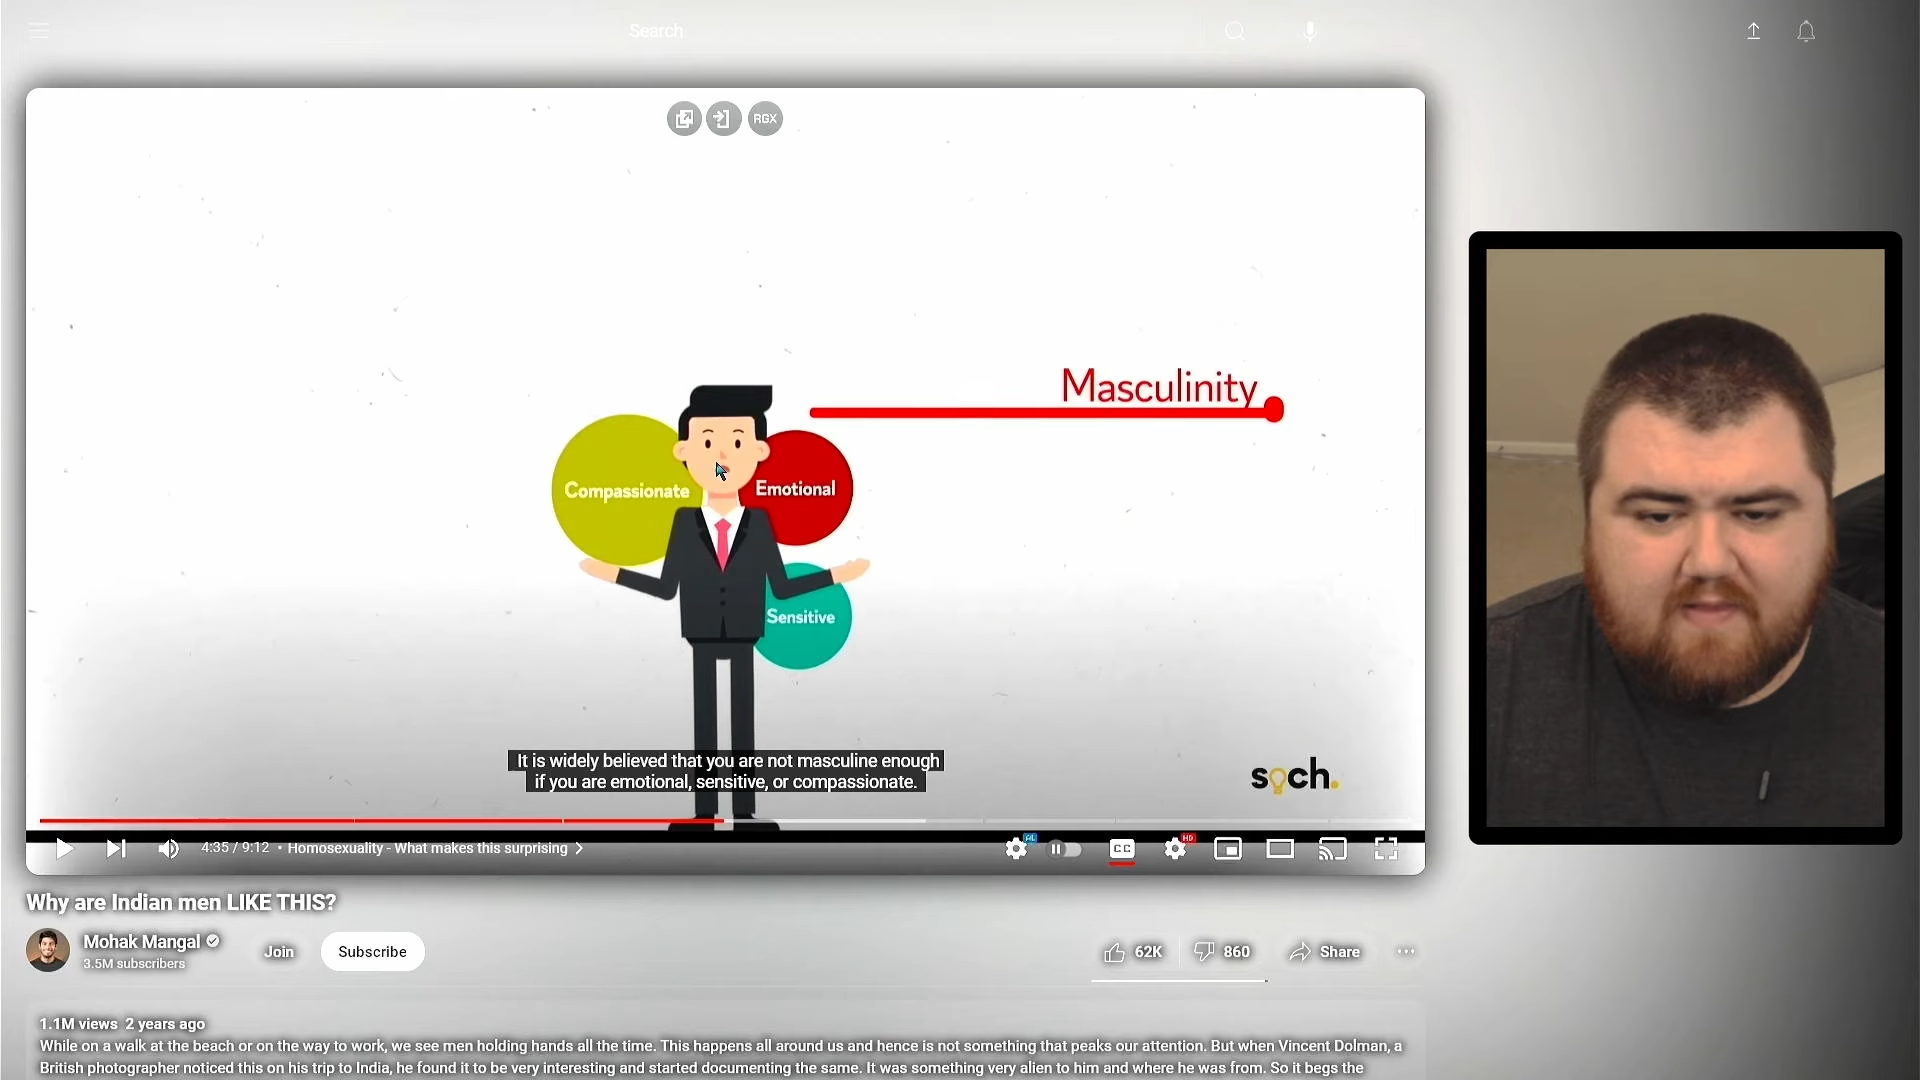 Search
RGX
Masculinity
Compassionate
Emotional
Sensitive
It is widely believed that you are not masculine enough
if you are emotional, sensitive, or compassionate.
soch.
4:35 / 9:12 • Homosexuality - What makes this surprising
AL
CC
HD
Why are Indian men LIKE THIS?
Mohak Mangal
3.5M subscribers
Join
Subscribe
62K
860
Share
1.1M views 2 years ago
While on a walk at the beach or on the way to work, we see men holding hands all the time. This happens all around us and hence is not something that peaks our attention. But when Vincent Dolman, a
British photographer noticed this on his trip to India, he found it to be very interesting and started documenting the same. It was something very alien to him and where he was from. So it begs the